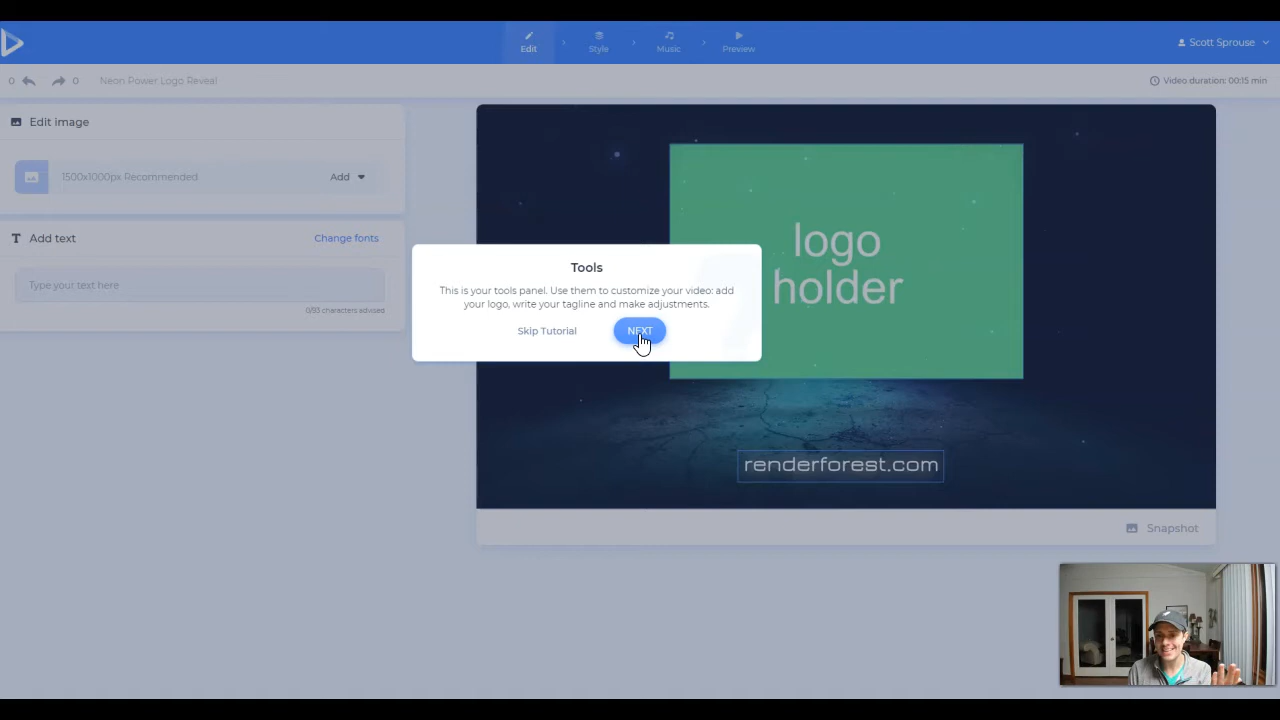 Edit
Style
Music
Preview
Scott Sprouse
0
0
Neon Power Logo Reveal
Video duration: 00:15 min
Edit image
1500x1000px Recommended
Add
Add text
Change fonts
Type your text here
0/93 characters advised
Tools
This is your tools panel. Use them to customize your video: add
your logo, write your tagline and make adjustments.
Skip Tutorial
NEXT
logo
holder
renderforest.com
Snapshot